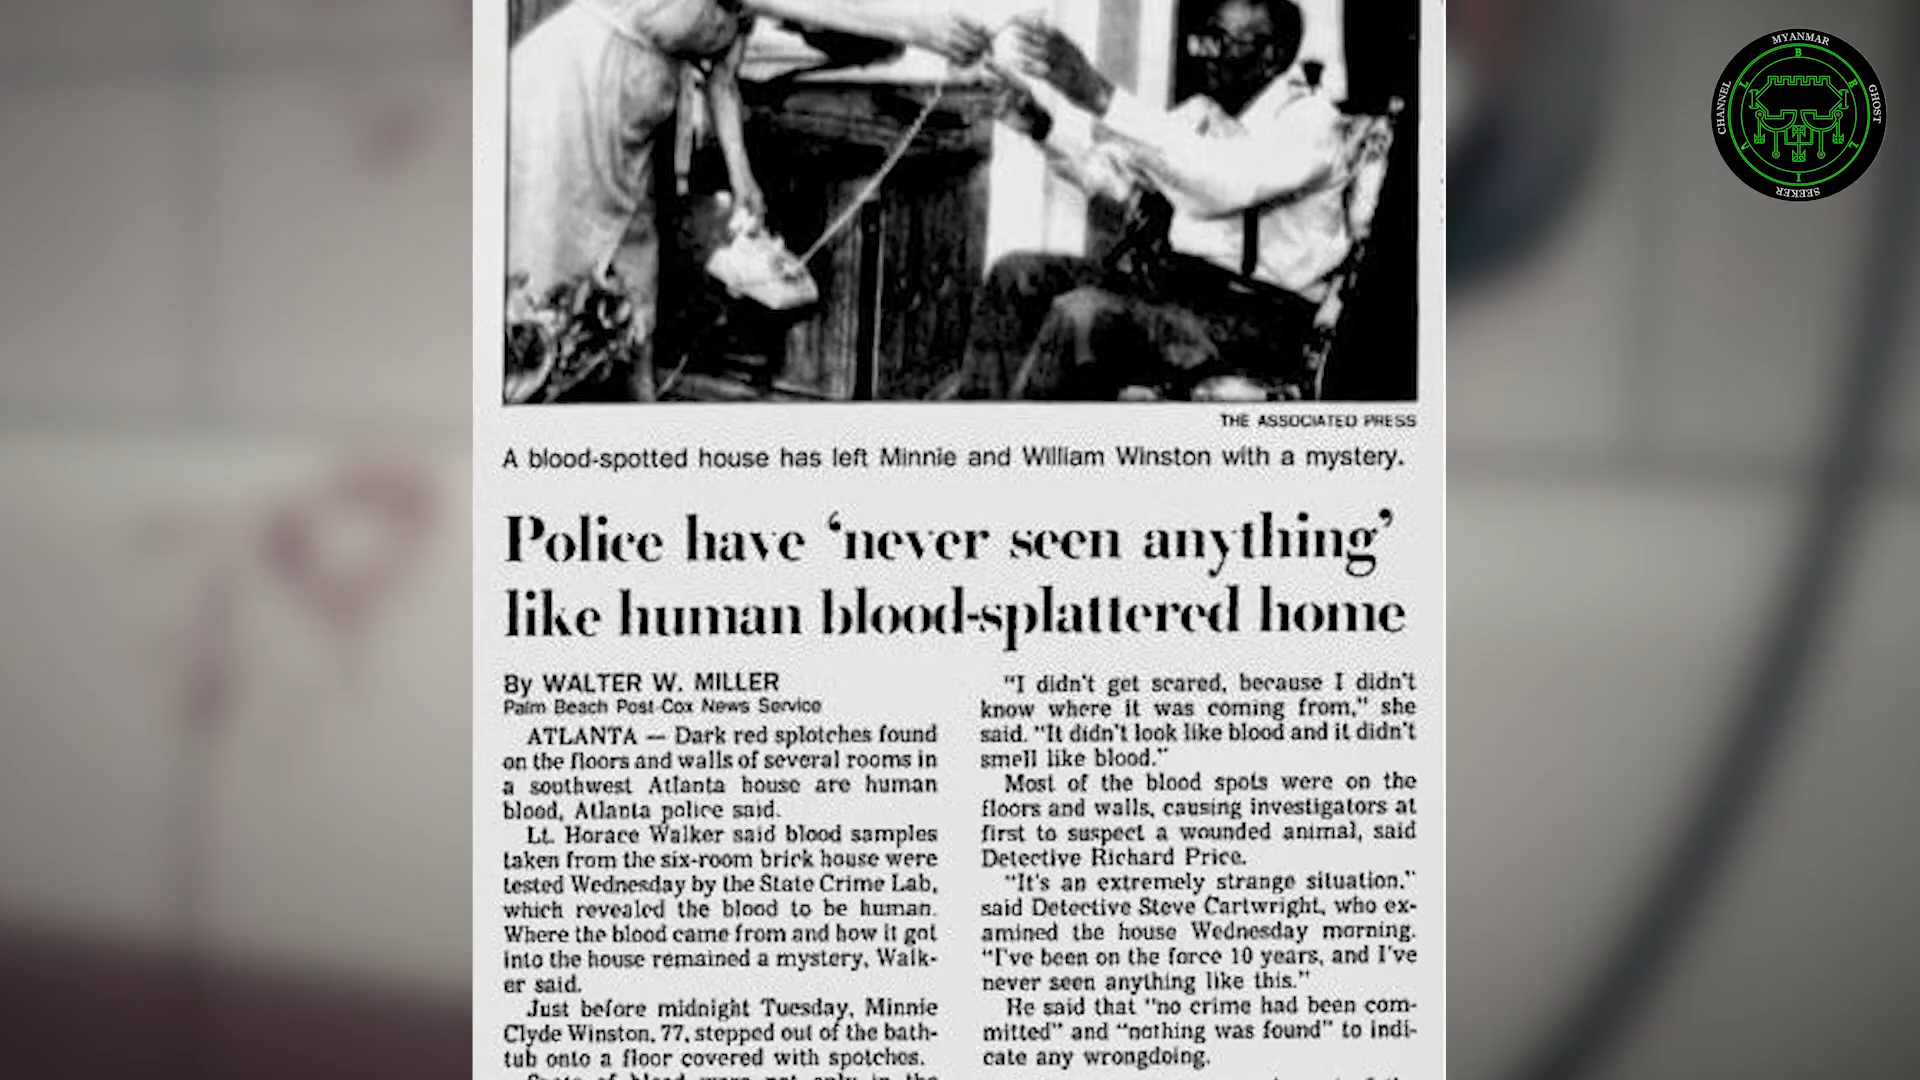 MYANMAR
GHOST
SEEKER
CHANNEL
B
E
L
I
A
L
THE ASSOCIATED PRESS
A blood-spotted house has left Minnie and William Winston with a mystery.
Police have ‘never seen anything’
like human blood-splattered home
By WALTER W. MILLER
Palm Beach Post-Cox News Service
ATLANTA — Dark red splotches found
on the floors and walls of several rooms in
a southwest Atlanta house are human
blood, Atlanta police said.
Lt. Horace Walker said blood samples
taken from the six-room brick house were
tested Wednesday by the State Crime Lab,
which revealed the blood to be human.
Where the blood came from and how it got
into the house remained a mystery, Walk-
er said.
Just before midnight Tuesday, Minnie
Clyde Winston, 77, stepped out of the bath-
tub onto a floor covered with spotches.
"I didn't get scared, because I didn't
know where it was coming from," she
said. "It didn't look like blood and it didn't
smell like blood."
Most of the blood spots were on the
floors and walls, causing investigators at
first to suspect a wounded animal, said
Detective Richard Price.
"It's an extremely strange situation."
said Detective Steve Cartwright, who ex-
amined the house Wednesday morning.
"I've been on the force 10 years, and I've
never seen anything like this."
He said that "no crime had been com-
mitted" and "nothing was found" to indi-
cate any wrongdoing.